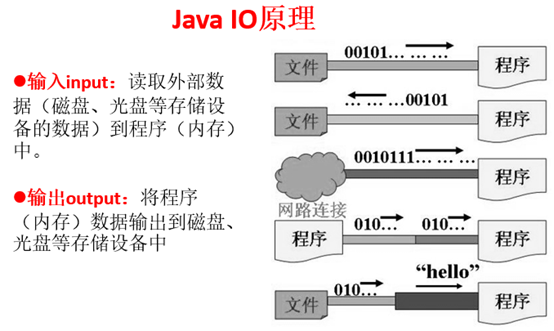 Java IO原理
●输入input：读取外部数
据（磁盘、光盘等存储设
备的数据）到程序（内存）
中。
●输出output：将程序
（内存）数据输出到磁盘、
光盘等存储设备中
00101… … …
文件
程序
… … …00101
文件
程序
0010111… … …
网路连接
程序
010… 010…
程序
程序
010… “hello”
文件
程序